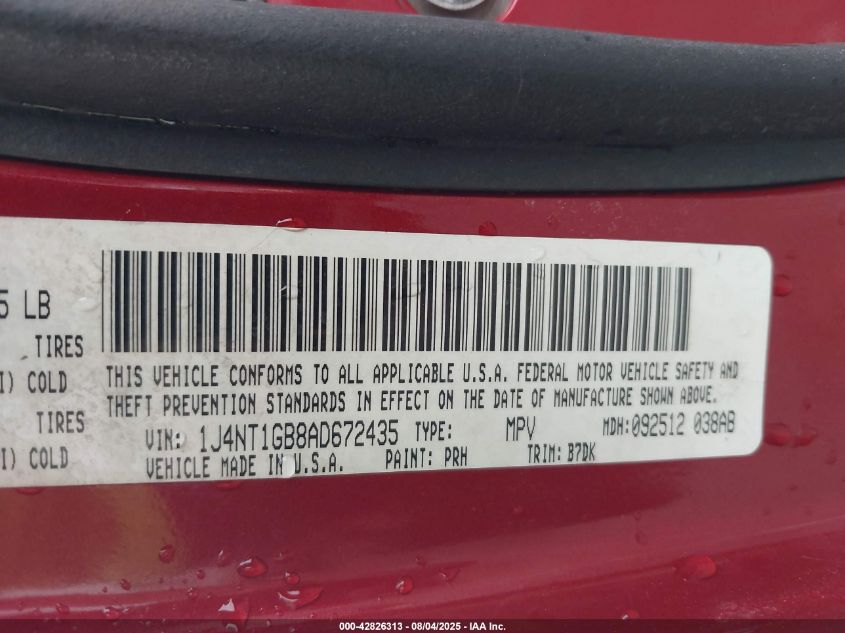 5 LB
TIRES
I) COLD
TIRES
I) COLD
THIS VEHICLE CONFORMS TO ALL APPLICABLE U.S.A. FEDERAL MOTOR VEHICLE SAFETY AND
THEFT PREVENTION STANDARDS IN EFFECT ON THE DATE OF MANUFACTURE SHOWN ABOVE.
VIN: 1J4NT1GB8AD672435 TYPE: MPV MDH:092512 038AB
VEHICLE MADE IN U.S.A. PAINT: PRH TRIM: B7DK
000-42826313 - 08/04/2025 - IAA Inc.